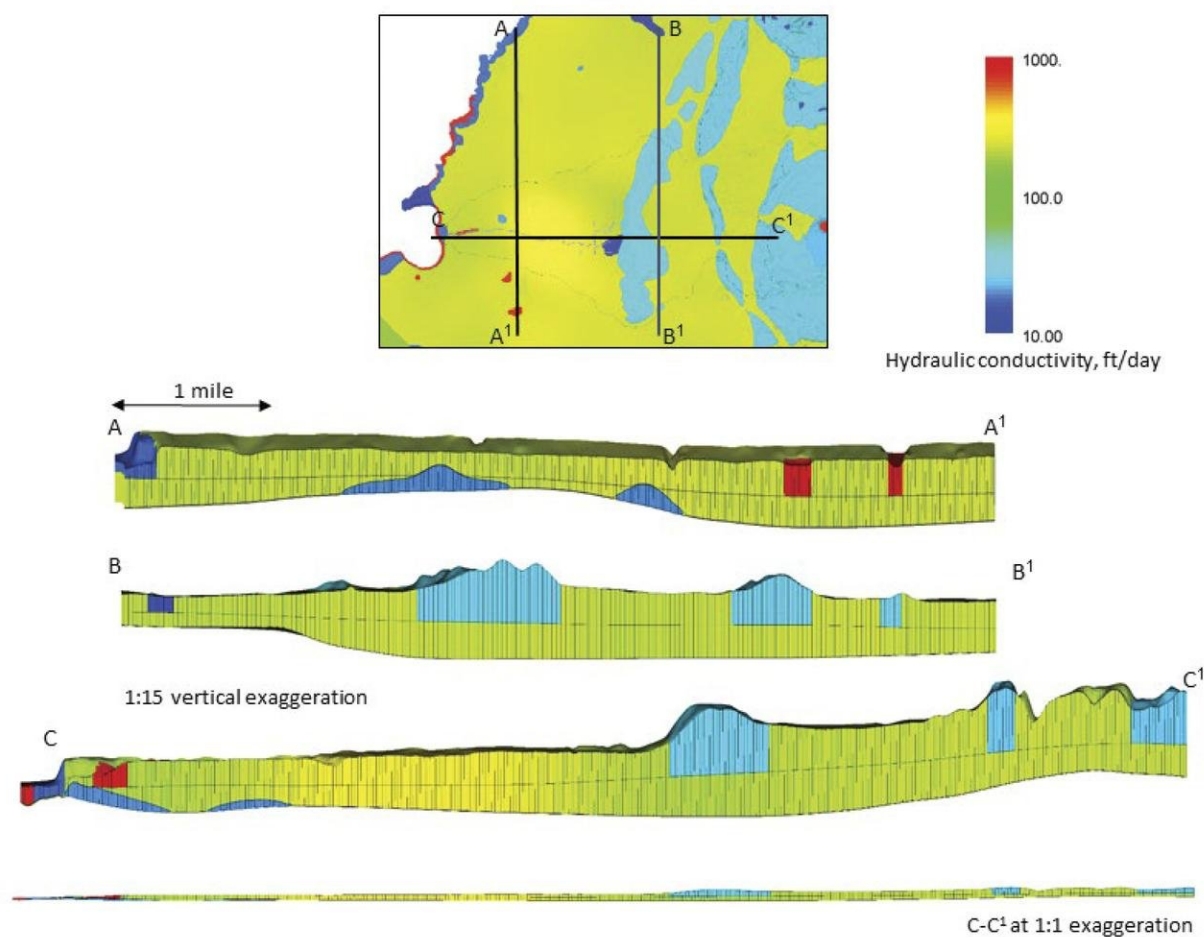 A
B
C
C¹
A¹
B¹
1000.
100.0
10.00
Hydraulic conductivity, ft/day
1 mile
A
A¹
B
B¹
1:15 vertical exaggeration
C
C¹
C-C¹ at 1:1 exaggeration